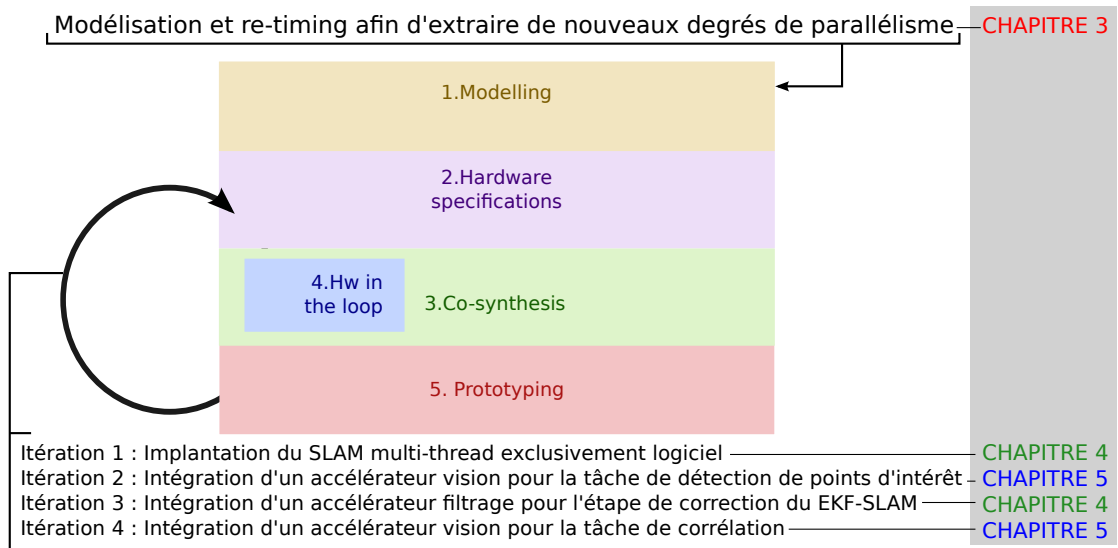 Modélisation et re-timing afin d'extraire de nouveaux degrés de parallélisme CHAPITRE 3
1.Modelling
2.Hardware
specifications
4.Hw in
the loop
3.Co-synthesis
5. Prototyping
Itération 1 : Implantation du SLAM multi-thread exclusivement logiciel CHAPITRE 4
Itération 2 : Intégration d'un accélérateur vision pour la tâche de détection de points d'intérêt CHAPITRE 5
Itération 3 : Intégration d'un accélérateur filtrage pour l'étape de correction du EKF-SLAM CHAPITRE 4
Itération 4 : Intégration d'un accélérateur vision pour la tâche de corrélation CHAPITRE 5